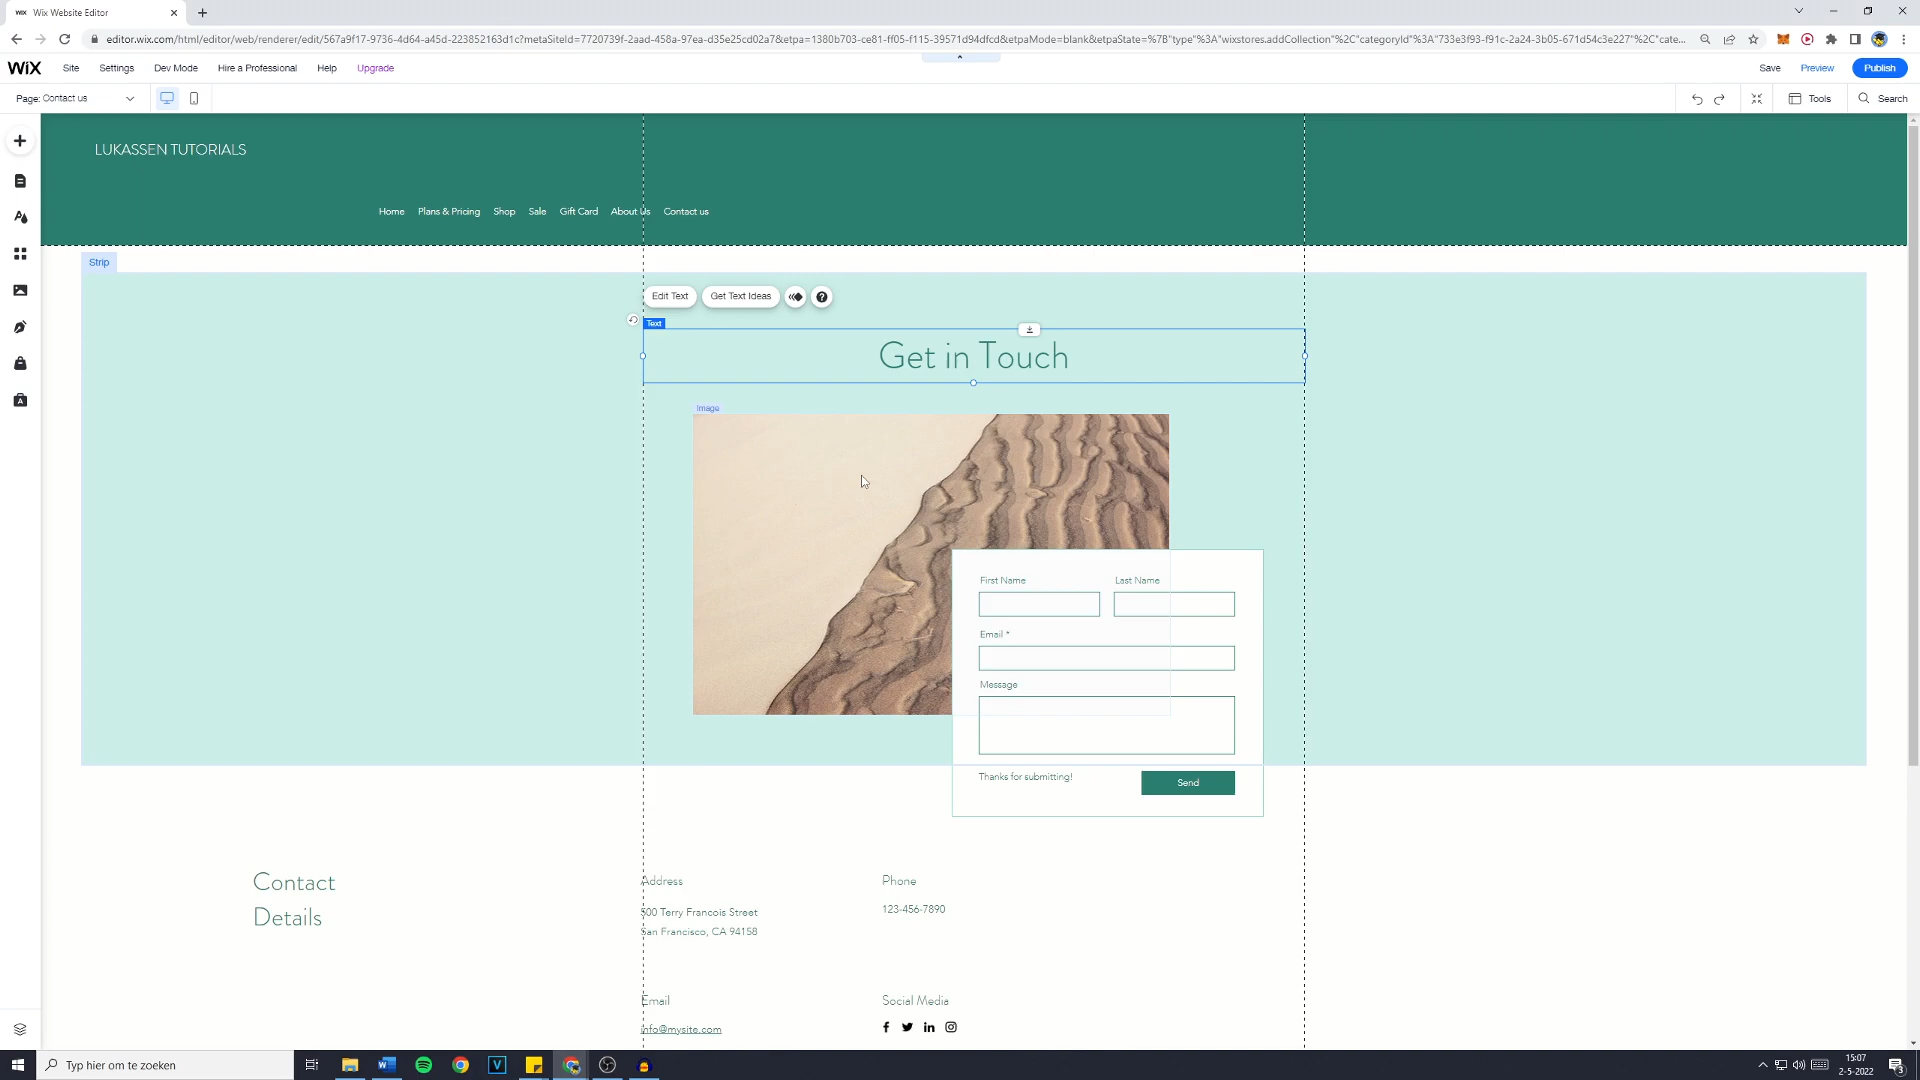 Wix Website Editor
editor.wix.com/html/editor/web/renderer/edit/567a9f17-9736-4d64-a45d-223852163d1c?metaSiteId=7720739f-2aad-458a-97ea-d35e25cd02a7&etpa=1380b703-ce81-ff05-f115-39571d94dfcd&etpaMode=blank&etpaState=%7B"type"%3A"wixstores.addCollection"%2C"categoryId"%3A"733e3f93-f91c-2a24-3b05-671d54c3e227"%2C"cate...
WiX Site Settings Dev Mode Hire a Professional Help Upgrade Save Preview Publish
Page: Contact us Tools Search
LUKASSEN TUTORIALS
Home Plans & Pricing Shop Sale Gift Card About Us Contact us
Strip
Edit Text Get Text Ideas
Text
Get in Touch
Image
First Name Last Name
Email *
Message
Thanks for submitting! Send
Contact
Details
Address
500 Terry Francois Street
San Francisco, CA 94158
Phone
123-456-7890
Email
info@mysite.com
Social Media
Typ hier om te zoeken
15:07
2-5-2022
3